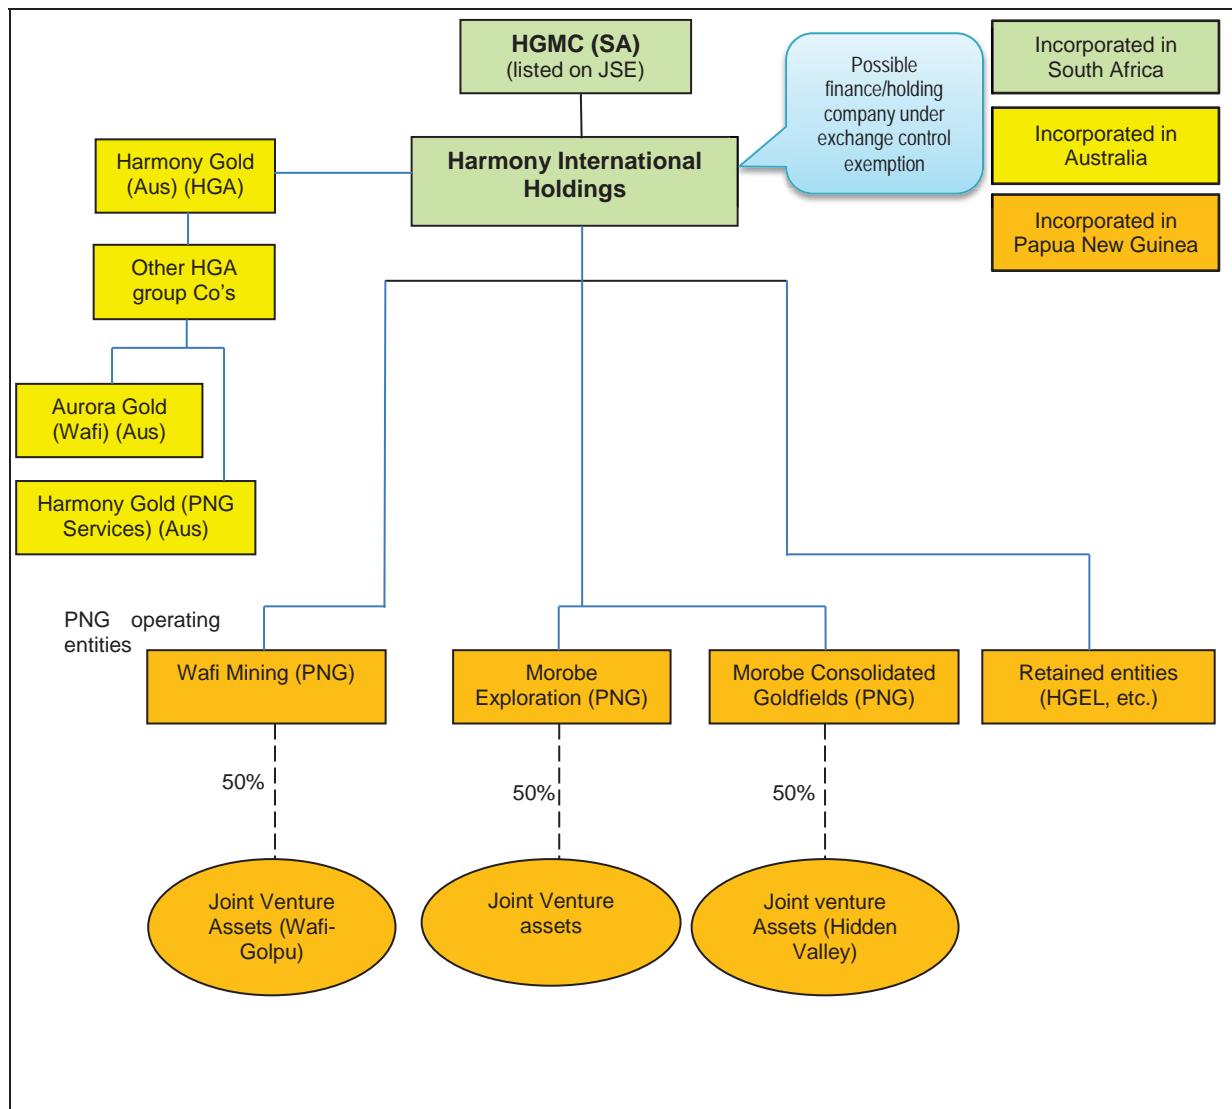 HGMC (SA)
(listed on JSE)
Possible
finance/holding
company under
exchange control
exemption
Incorporated in
South Africa
Incorporated in
Australia
Incorporated in
Papua New Guinea
Harmony International
Holdings
Harmony Gold
(Aus) (HGA)
Other HGA
group Co's
Aurora Gold
(Wafi) (Aus)
Harmony Gold (PNG
Services) (Aus)
PNG operating
entities
Wafi Mining (PNG)
Morobe
Exploration (PNG)
Morobe Consolidated
Goldfields (PNG)
Retained entities
(HGEL, etc.)
50%
50%
50%
Joint Venture
Assets (Wafi-
Golpu)
Joint Venture
assets
Joint venture
Assets (Hidden
Valley)